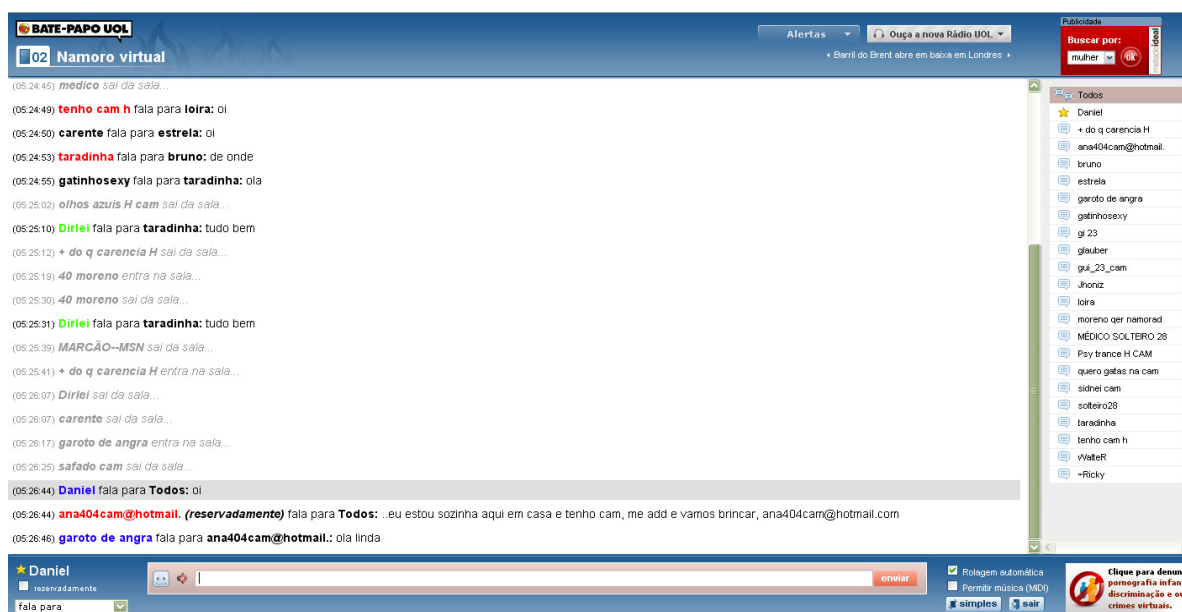 BATE-PAPO UOL
02 Namoro virtual
Alertas
Ouça a nova Rádio UOL
Barril do Brent abre em baixa em Londres
Publicidade
Buscar por:
mulher
ok
ideal
metade
(05:24:45) medico sai da sala...
(05:24:49) tenho cam h fala para loira: oi
(05:24:50) carente fala para estrela: oi
(05:24:53) taradinha fala para bruno: de onde
(05:24:55) gatinhosexy fala para taradinha: ola
(05:25:02) olhos azuis H cam sai da sala...
(05:25:10) Dirlei fala para taradinha: tudo bem
(05:25:12) + do q carencia H sai da sala...
(05:25:19) 40 moreno entra na sala...
(05:25:30) 40 moreno sai da sala...
(05:25:31) Dirlei fala para taradinha: tudo bem
(05:25:39) MARCÃO--MSN sai da sala...
(05:25:41) + do q carencia H entra na sala...
(05:26:07) Dirlei sai da sala...
(05:26:07) carente sai da sala...
(05:26:17) garoto de angra entra na sala...
(05:26:25) safado cam sai da sala...
(05:26:44) Daniel fala para Todos: oi
(05:26:44) ana404cam@hotmail. (reservadamente) fala para Todos: ..eu estou sozinha aqui em casa e tenho cam, me add e vamos brincar, ana404cam@hotmail.com
(05:26:46) garoto de angra fala para ana404cam@hotmail.: ola linda
Todos
Daniel
+ do q carencia H
ana404cam@hotmail.
bruno
estrela
garoto de angra
gatinhosexy
gi 23
glauber
gui_23_cam
Jhoniz
loira
moreno qer namorad
MÉDICO SOLTEIRO 28
Psy trance H CAM
quero gatas na cam
sidnei cam
solteiro28
taradinha
tenho cam h
WalteR
~Ricky
Daniel
reservadamente
fala para
enviar
Rolagem automática
Permitir música (MIDI)
simples
sair
Clique para denun
pornografia infan
discriminação e ou
crimes virtuais.